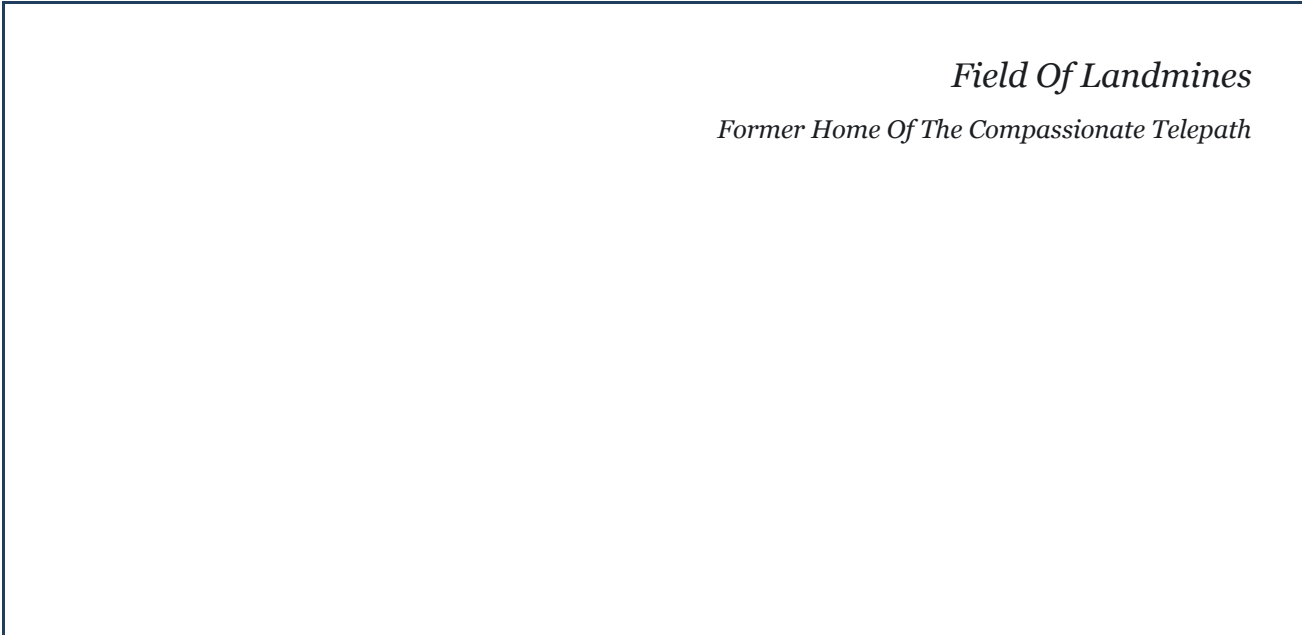 Field Of Landmines
Former Home Of The Compassionate Telepath